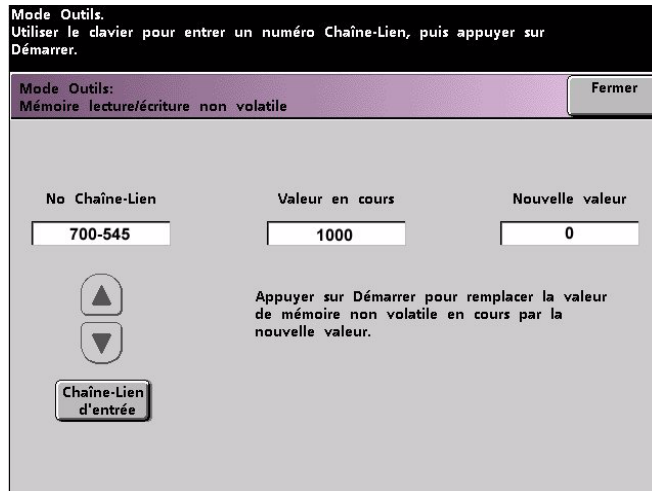 Mode Outils.
Utiliser le clavier pour entrer un numéro Chaîne-Lien, puis appuyer sur
Démarrer.
Mode Outils:
Mémoire lecture/écriture non volatile
Fermer
No Chaîne-Lien
Valeur en cours
Nouvelle valeur
700-545
1000
0
Appuyer sur Démarrer pour remplacer la valeur
de mémoire non volatile en cours par la
nouvelle valeur.
Chaîne-Lien
d'entrée